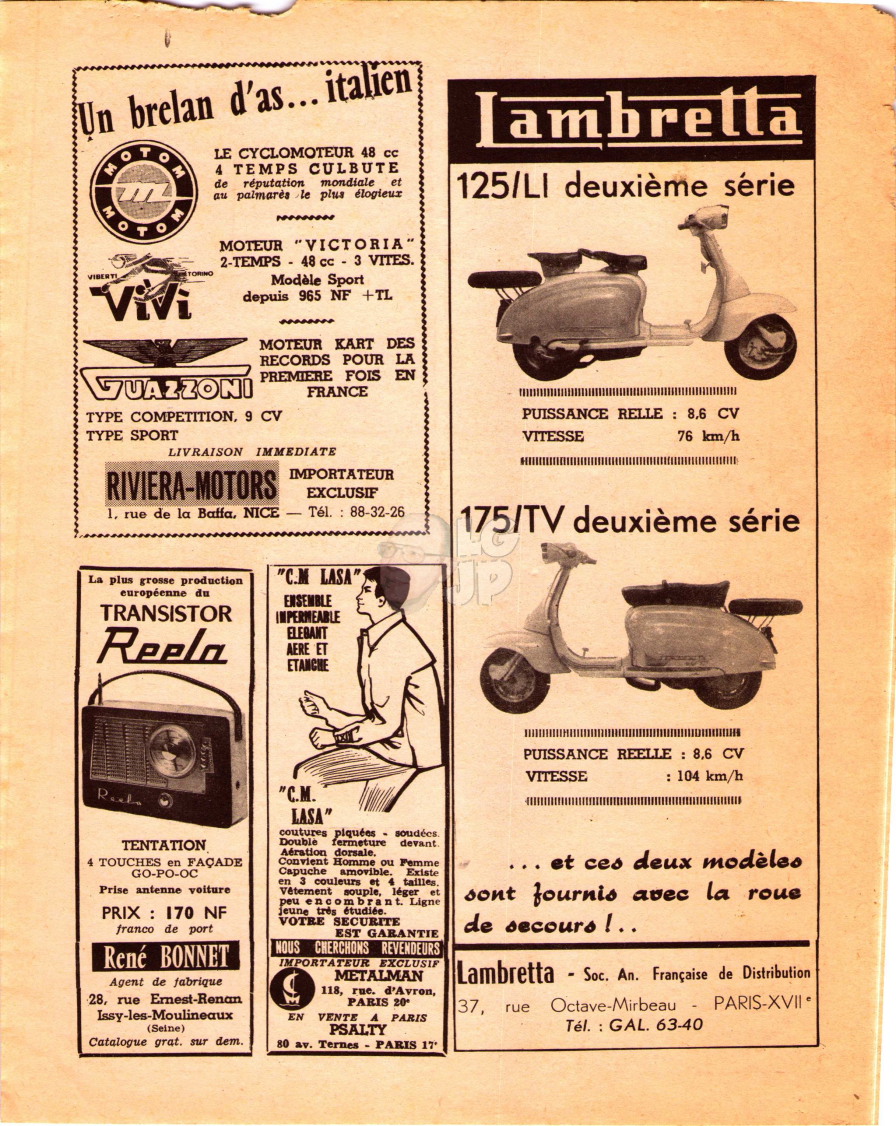 Un brelan d'as... italien
MOTOM
MOTOM
LE CYCLOMOTEUR 48 cc
4 TEMPS CULBUTE
de réputation mondiale et
au palmarès le plus élogieux
VIBERTI TORINO
ViVi
MOTEUR "VICTORIA"
2-TEMPS - 48 cc - 3 VITES.
Modèle Sport
depuis 965 NF +TL
GUAZZONI
MOTEUR KART DES
RECORDS POUR LA
PREMIERE FOIS EN
FRANCE
TYPE COMPETITION, 9 CV
TYPE SPORT
LIVRAISON IMMEDIATE
RIVIERA-MOTORS
IMPORTATEUR
EXCLUSIF
1, rue de la Baffa, NICE — Tél. : 88-32-26
La plus grosse production
européenne du
TRANSISTOR
Reela
Reela
TENTATION
4 TOUCHES en FAÇADE
GO-PO-OC
Prise antenne voiture
PRIX : 170 NF
franco de port
René BONNET
Agent de fabrique
28, rue Ernest-Renan
Issy-les-Moulineaux
(Seine)
Catalogue grat. sur dem.
"C.M LASA"
ENSEMBLE
IMPERMEABLE
ELEGANT
AERE ET
ETANCHE
"C.M.
LASA"
coutures piquées - soudées.
Double fermeture devant.
Aération dorsale.
Convient Homme ou Femme
Capuche amovible. Existe
en 3 couleurs et 4 tailles.
Vêtement souple, léger et
peu encombrant. Ligne
jeune très étudiée.
VOTRE SECURITE
EST GARANTIE
NOUS CHERCHONS REVENDEURS
IMPORTATEUR EXCLUSIF
METALMAN
118, rue. d'Avron,
PARIS 20e
EN VENTE A PARIS
PSALTY
80 av. Ternes - PARIS 17e
Lambretta
125/LI deuxième série
PUISSANCE RELLE : 8,6 CV
VITESSE 76 km/h
175/TV deuxième série
PUISSANCE REELLE : 8,6 CV
VITESSE : 104 km/h
... et ces deux modèles
sont fournis avec la roue
de secours !..
Lambretta - Soc. An. Française de Distribution
37, rue Octave-Mirbeau - PARIS-XVIIe
Tél. : GAL. 63-40
LG
JP